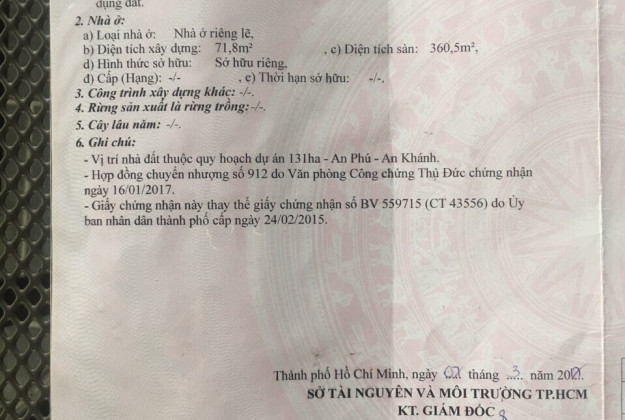 dụng đất.
2. Nhà ở:
a) Loại nhà ở: Nhà ở riêng lẻ,
b) Diện tích xây dựng: 71,8m² , c) Diện tích sàn: 360,5m²,
d) Hình thức sở hữu: Sở hữu riêng,
đ) Cấp (Hạng): -/- , e) Thời hạn sở hữu: -/-.
3. Công trình xây dựng khác: -/-.
4. Rừng sản xuất là rừng trồng: -/-.
5. Cây lâu năm: -/-.
6. Ghi chú:
- Vị trí nhà đất thuộc quy hoạch dự án 131ha - An Phú - An Khánh.
- Hợp đồng chuyển nhượng số 912 do Văn phòng Công chứng Thủ Đức chứng nhận
ngày 16/01/2017.
- Giấy chứng nhận này thay thế giấy chứng nhận số BV 559715 (CT 43556) do Ủy
ban nhân dân thành phố cấp ngày 24/02/2015.
Thành phố Hồ Chí Minh, ngày 02 tháng ..3.. năm 2017.
SỞ TÀI NGUYÊN VÀ MÔI TRƯỜNG TP.HCM
KT. GIÁM ĐỐC